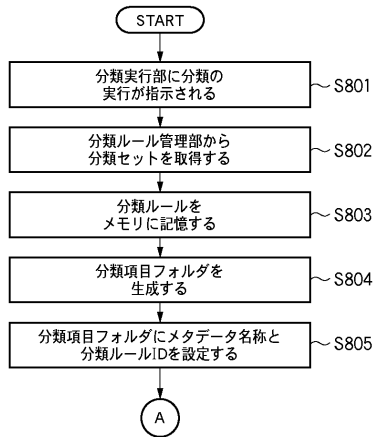 START
分類実行部に分類の
実行が指示される
S801
分類ルール管理部から
分類セットを取得する
S802
分類ルールを
メモリに記憶する
S803
分類項目フォルダを
生成する
S804
分類項目フォルダにメタデータ名称と
分類ルールIDを設定する
S805
A